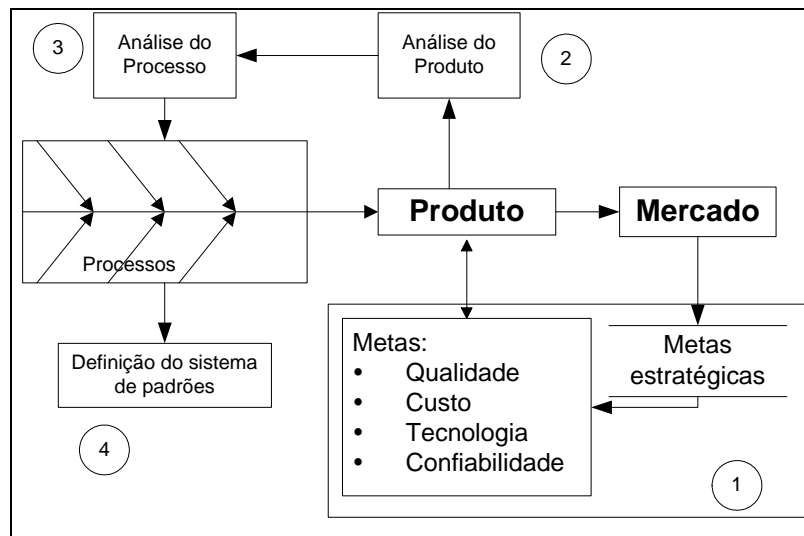 3
Análise do
Processo
Análise do
Produto
2
Produto
Mercado
Processos
Definição do sistema
de padrões
4
Metas:
• Qualidade
• Custo
• Tecnologia
• Confiabilidade
Metas
estratégicas
1